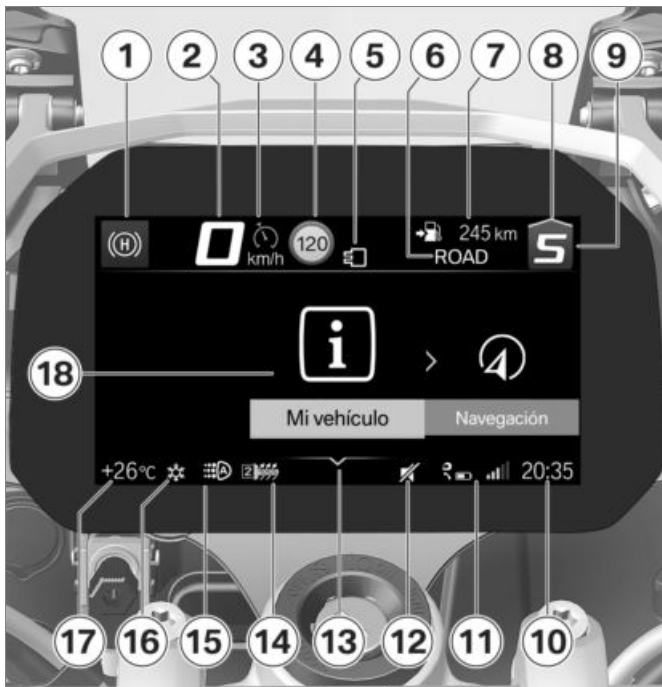 1 2 3 4 5 6 7 8 9
(H) 0 km/h 120 245 km S
ROAD
i
18
Mi vehículo Navegación
+26°C A 2 20:35
17 16 15 14 13 12 11 10